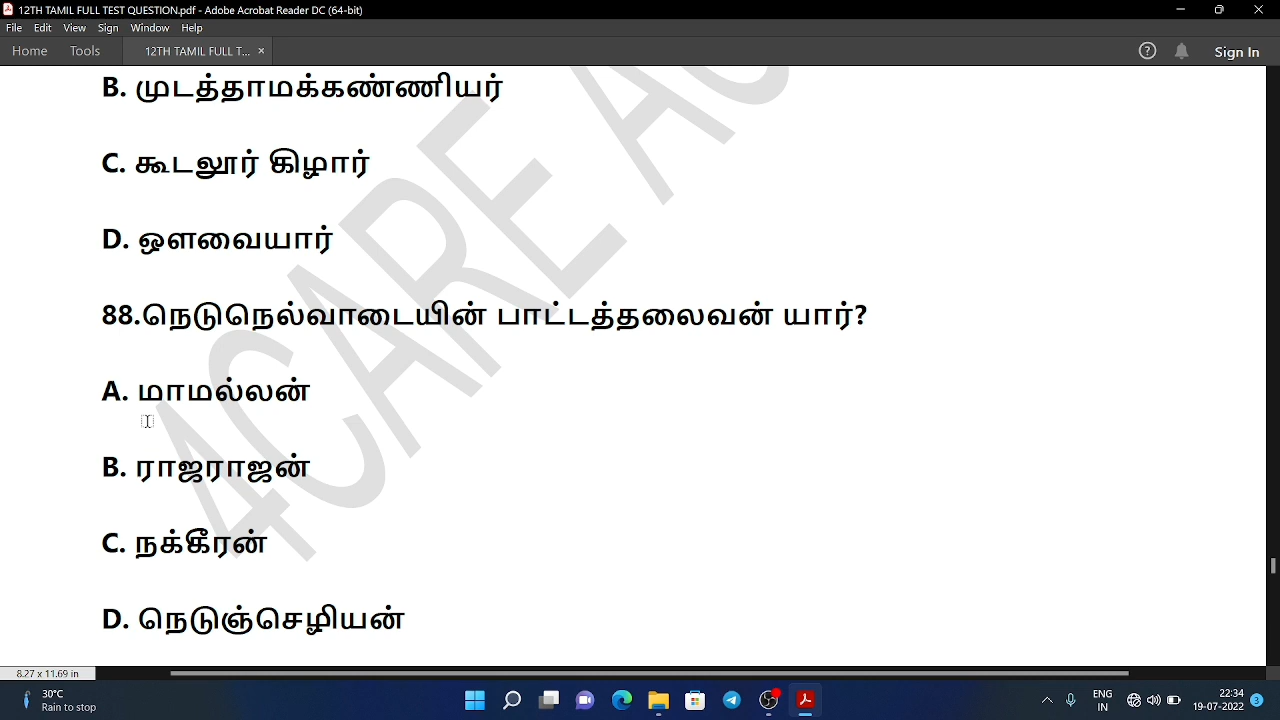 12TH TAMIL FULL TEST QUESTION.pdf - Adobe Acrobat Reader DC (64-bit)
File Edit View Sign Window Help
Home Tools 12TH TAMIL FULL T... × Sign In
B. முடத்தாமக்கண்ணியர்
C. கூடலூர் கிழார்
D. ஔவையார்
88.நெடுநெல்வாடையின் பாட்டத்தலைவன் யார்?
A. மாமல்லன்
B. ராஜராஜன்
C. நக்கீரன்
D. நெடுஞ்செழியன்
4CARE AC
8.27 x 11.69 in
30°C
Rain to stop
ENG
IN
22:34
19-07-2022
3